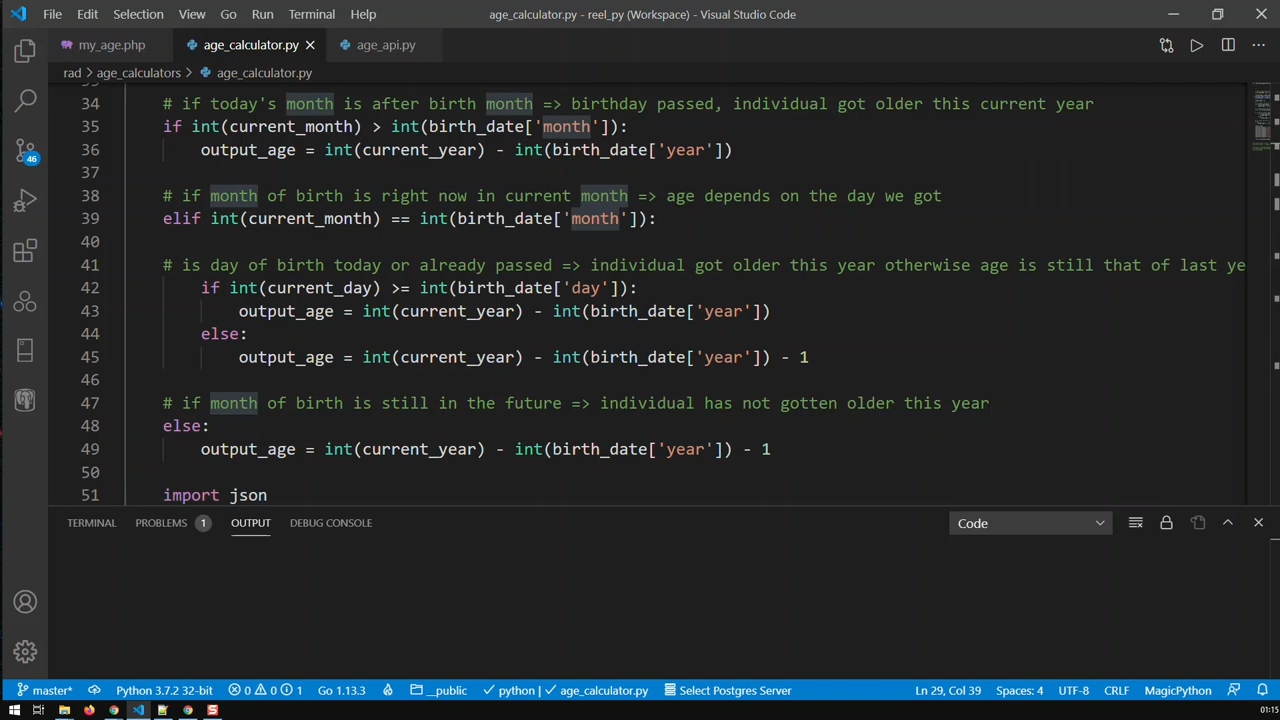 File Edit Selection View Go Run Terminal Help age_calculator.py - reel_py (Workspace) - Visual Studio Code
my_age.php age_calculator.py age_api.py
rad > age_calculators > age_calculator.py
34 # if today's month is after birth month => birthday passed, individual got older this current year
35 if int(current_month) > int(birth_date['month']):
36 output_age = int(current_year) - int(birth_date['year'])
37
38 # if month of birth is right now in current month => age depends on the day we got
39 elif int(current_month) == int(birth_date['month']):
40
41 # is day of birth today or already passed => individual got older this year otherwise age is still that of last ye
42 if int(current_day) >= int(birth_date['day']):
43 output_age = int(current_year) - int(birth_date['year'])
44 else:
45 output_age = int(current_year) - int(birth_date['year']) - 1
46
47 # if month of birth is still in the future => individual has not gotten older this year
48 else:
49 output_age = int(current_year) - int(birth_date['year']) - 1
50
51 import json
TERMINAL PROBLEMS 1 OUTPUT DEBUG CONSOLE Code
46
master* Python 3.7.2 32-bit 0 0 1 Go 1.13.3 __public python | age_calculator.py Select Postgres Server Ln 29, Col 39 Spaces: 4 UTF-8 CRLF MagicPython
01:15